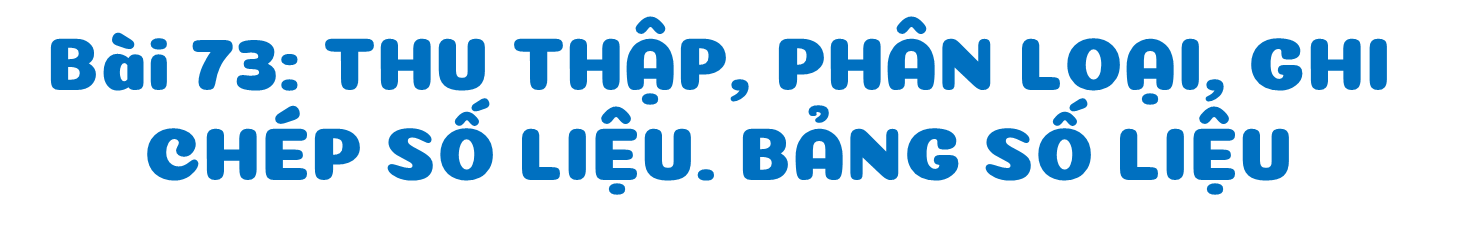 Bài 73: THU THẬP, PHÂN LOẠI, GHI
CHÉP SỐ LIỆU. BẢNG SỐ LIỆU